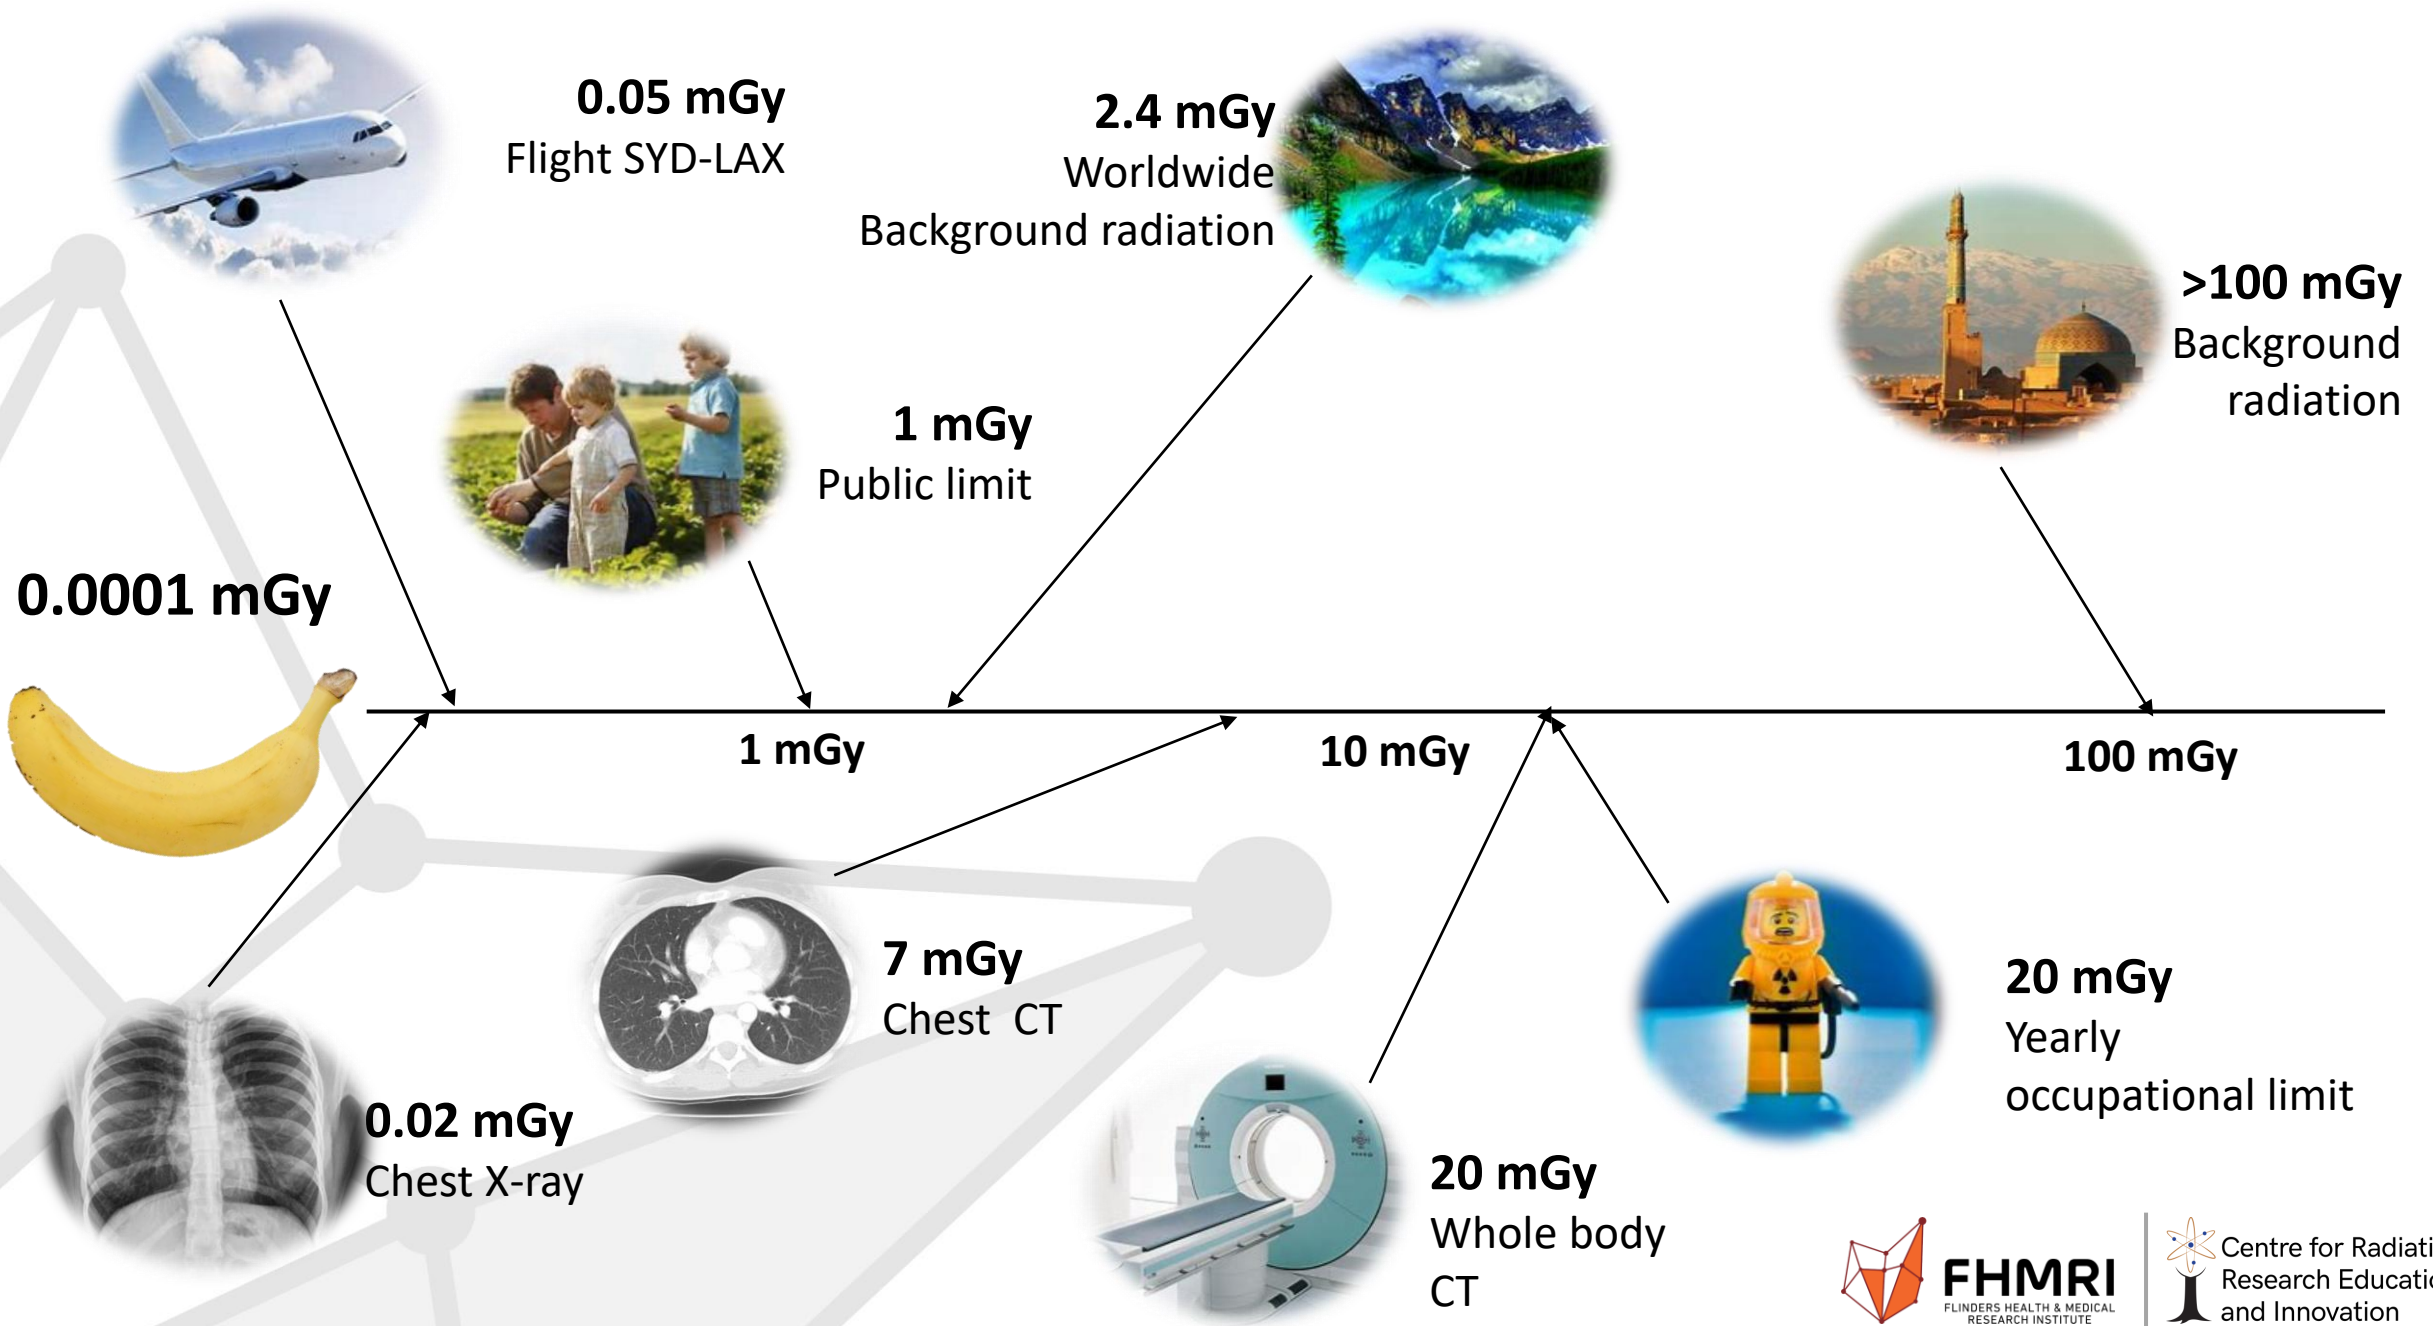 0.05 mGy
Flight SYD-LAX
2.4 mGy
Worldwide
Background radiation
>100 mGy
Background
radiation
1 mGy
Public limit
0.0001 mGy
1 mGy
10 mGy
100 mGy
7 mGy
Chest CT
20 mGy
Yearly
occupational limit
0.02 mGy
Chest X-ray
20 mGy
Whole body
CT
FHMRI
FLINDERS HEALTH & MEDICAL
RESEARCH INSTITUTE
Centre for Radiati
Research Educatio
and Innovation